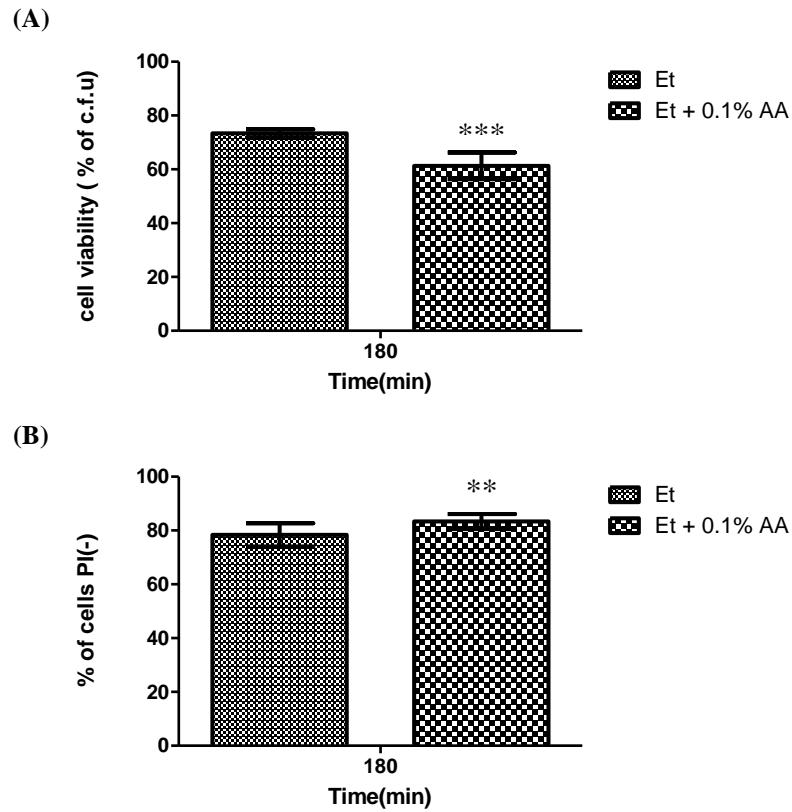 (A)
cell viability ( % of c.f.u)
100
80
60
40
20
0
***
180
Time(min)
Et
Et + 0.1% AA
(B)
% of cells PI(-)
100
80
60
40
20
0
**
180
Time(min)
Et
Et + 0.1% AA